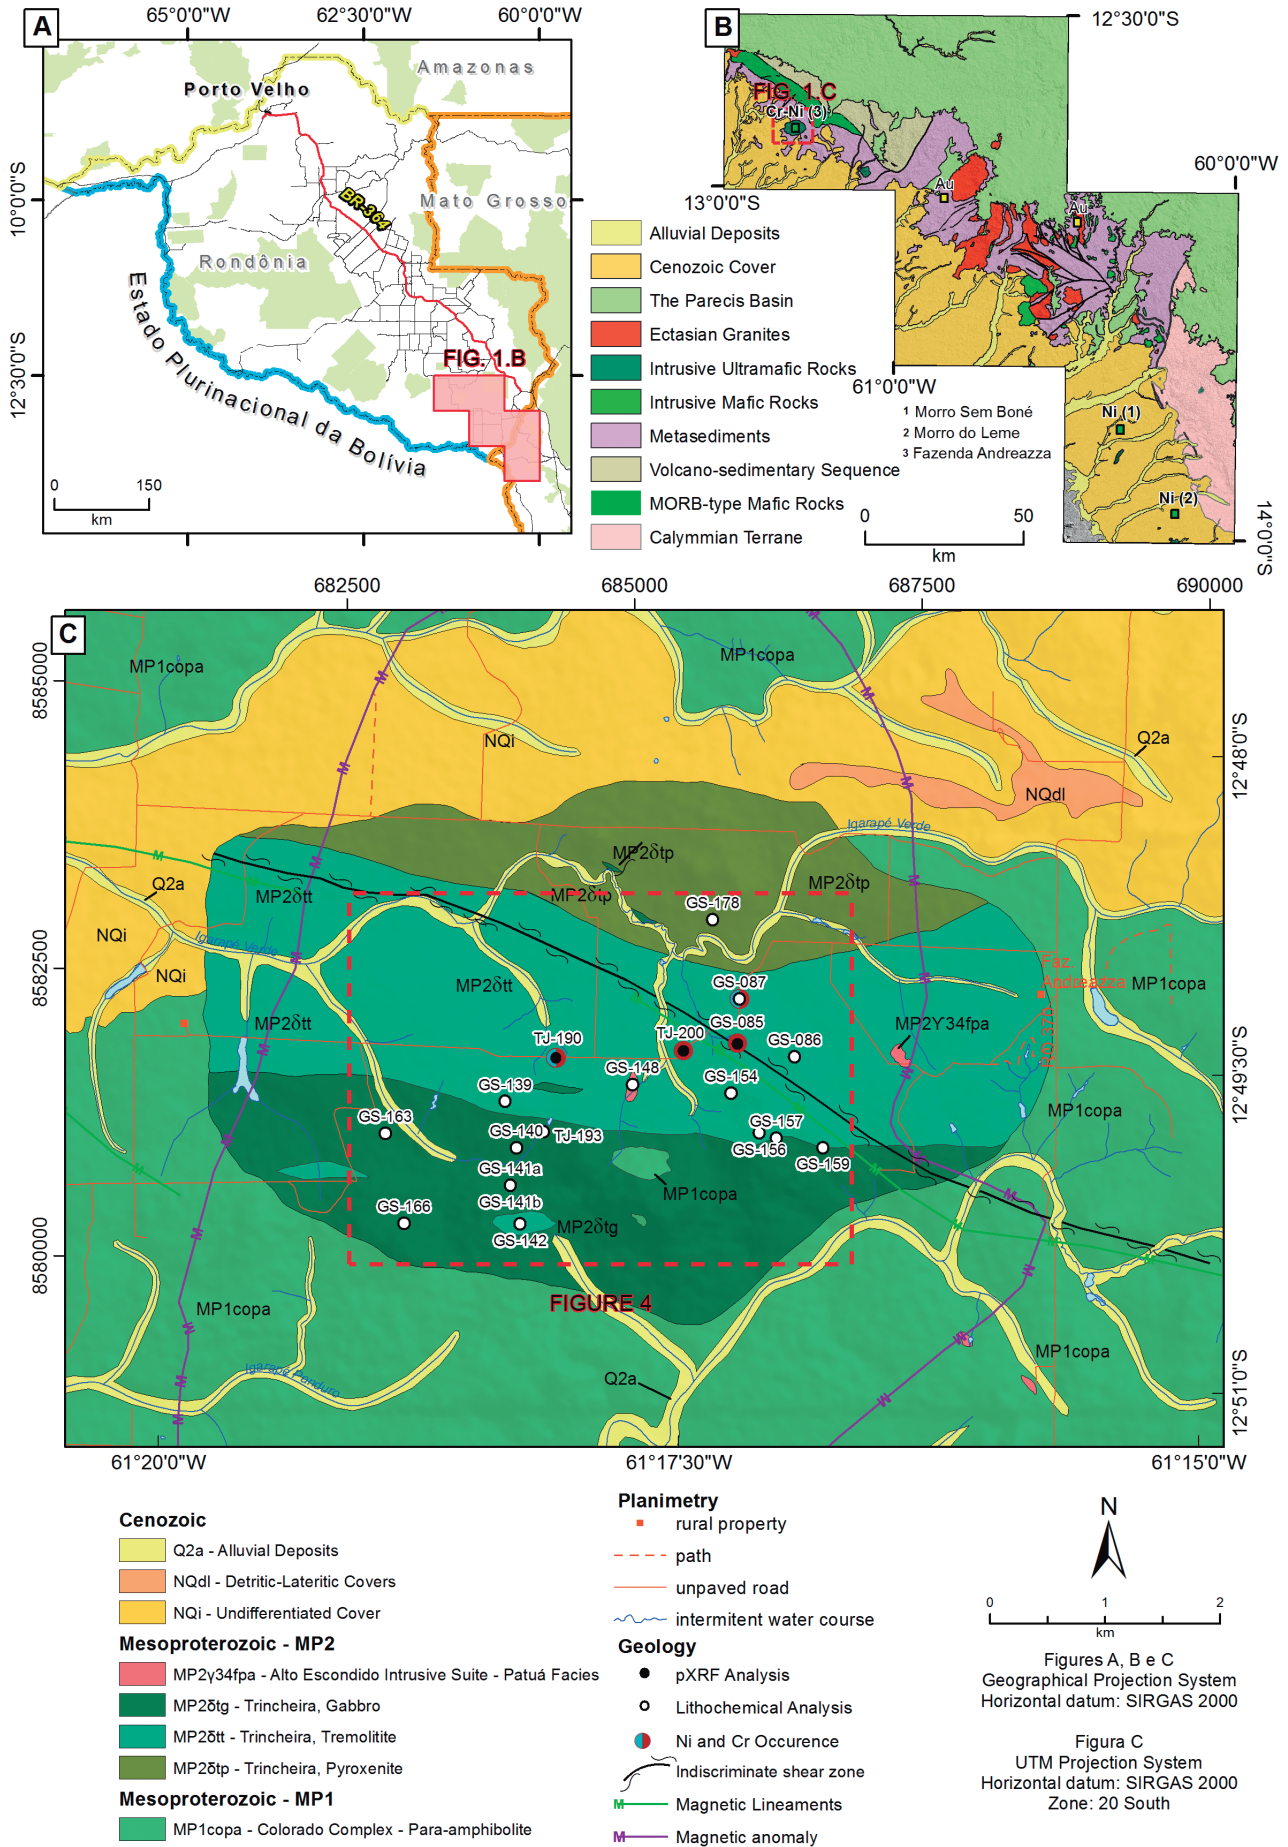 A
65°00'W
62°30'W
60°00'W
10°0'0"S
12°30'0"S
Amazonas
Porto Velho
BR-364
Mato Grosso
Rondônia
Estado Plurinacional da Bolívia
FIG. 1.B
0 150
km
B
12°30'0"S
13°0'0"S
60°0'0"W
61°0'0"W
14°0'0"S
FIG. 1.C
Cr-Ni (3)
Au
Au
Ni (1)
Ni (2)
1 Morro Sem Boné
2 Morro do Leme
3 Fazenda Andreazza
0 50
km
Alluvial Deposits
Cenozoic Cover
The Parecis Basin
Ectasian Granites
Intrusive Ultramafic Rocks
Intrusive Mafic Rocks
Metasediments
Volcano-sedimentary Sequence
MORB-type Mafic Rocks
Calymmian Terrane
682500
685000
687500
690000
C
8585000
8582500
8580000
12°48'0"S
12°49'30"S
12°51'0"S
61°20'0"W
61°17'30"W
61°15'0"W
MP1copa
MP1copa
NQi
Q2a
NQdl
Igarapé Verde
MP2δtp
MP2δtp
MP2δtp
Q2a
MP2δtt
GS-178
NQi
Igarapé Verde
NQi
MP2δtt
GS-087
Faz.
Andreazza
MP1copa
MP2δtt
TJ-190
TJ-200
GS-085
GS-086
MP2Υ34fpa
GS-148
GS-154
GS-139
GS-163
GS-140
TJ-193
GS-157
GS-156
GS-159
MP1copa
GS-141a
MP1copa
GS-166
GS-141b
GS-142
MP2δtg
FIGURE 4
MP1copa
MP1copa
Igarapé Penduro
Q2a
Cenozoic
Q2a - Alluvial Deposits
NQdl - Detritic-Lateritic Covers
NQi - Undifferentiated Cover
Mesoproterozoic - MP2
MP2γ34fpa - Alto Escondido Intrusive Suite - Patuá Facies
MP2δtg - Trincheira, Gabbro
MP2δtt - Trincheira, Tremolitite
MP2δtp - Trincheira, Pyroxenite
Mesoproterozoic - MP1
MP1copa - Colorado Complex - Para-amphibolite
Planimetry
rural property
path
unpaved road
intermitent water course
Geology
pXRF Analysis
Lithochemical Analysis
Ni and Cr Occurence
Indiscriminate shear zone
M Magnetic Lineaments
M Magnetic anomaly
N
0 1 2
km
Figures A, B e C
Geographical Projection System
Horizontal datum: SIRGAS 2000
Figura C
UTM Projection System
Horizontal datum: SIRGAS 2000
Zone: 20 South